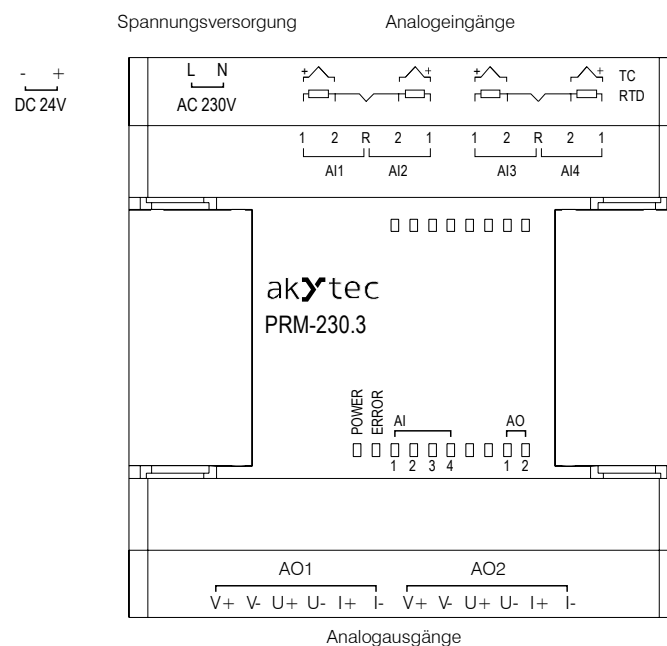 Spannungsversorgung Analogeingänge
- + L N + + + + TC
DC 24V AC 230V RTD
1 2 R 2 1 1 2 R 2 1
AI1 AI2 AI3 AI4
akytec
PRM-230.3
POWER ERROR AI AO
1 2 3 4 1 2
AO1 AO2
V+ V- U+ U- I+ I- V+ V- U+ U- I+ I-
Analogausgänge